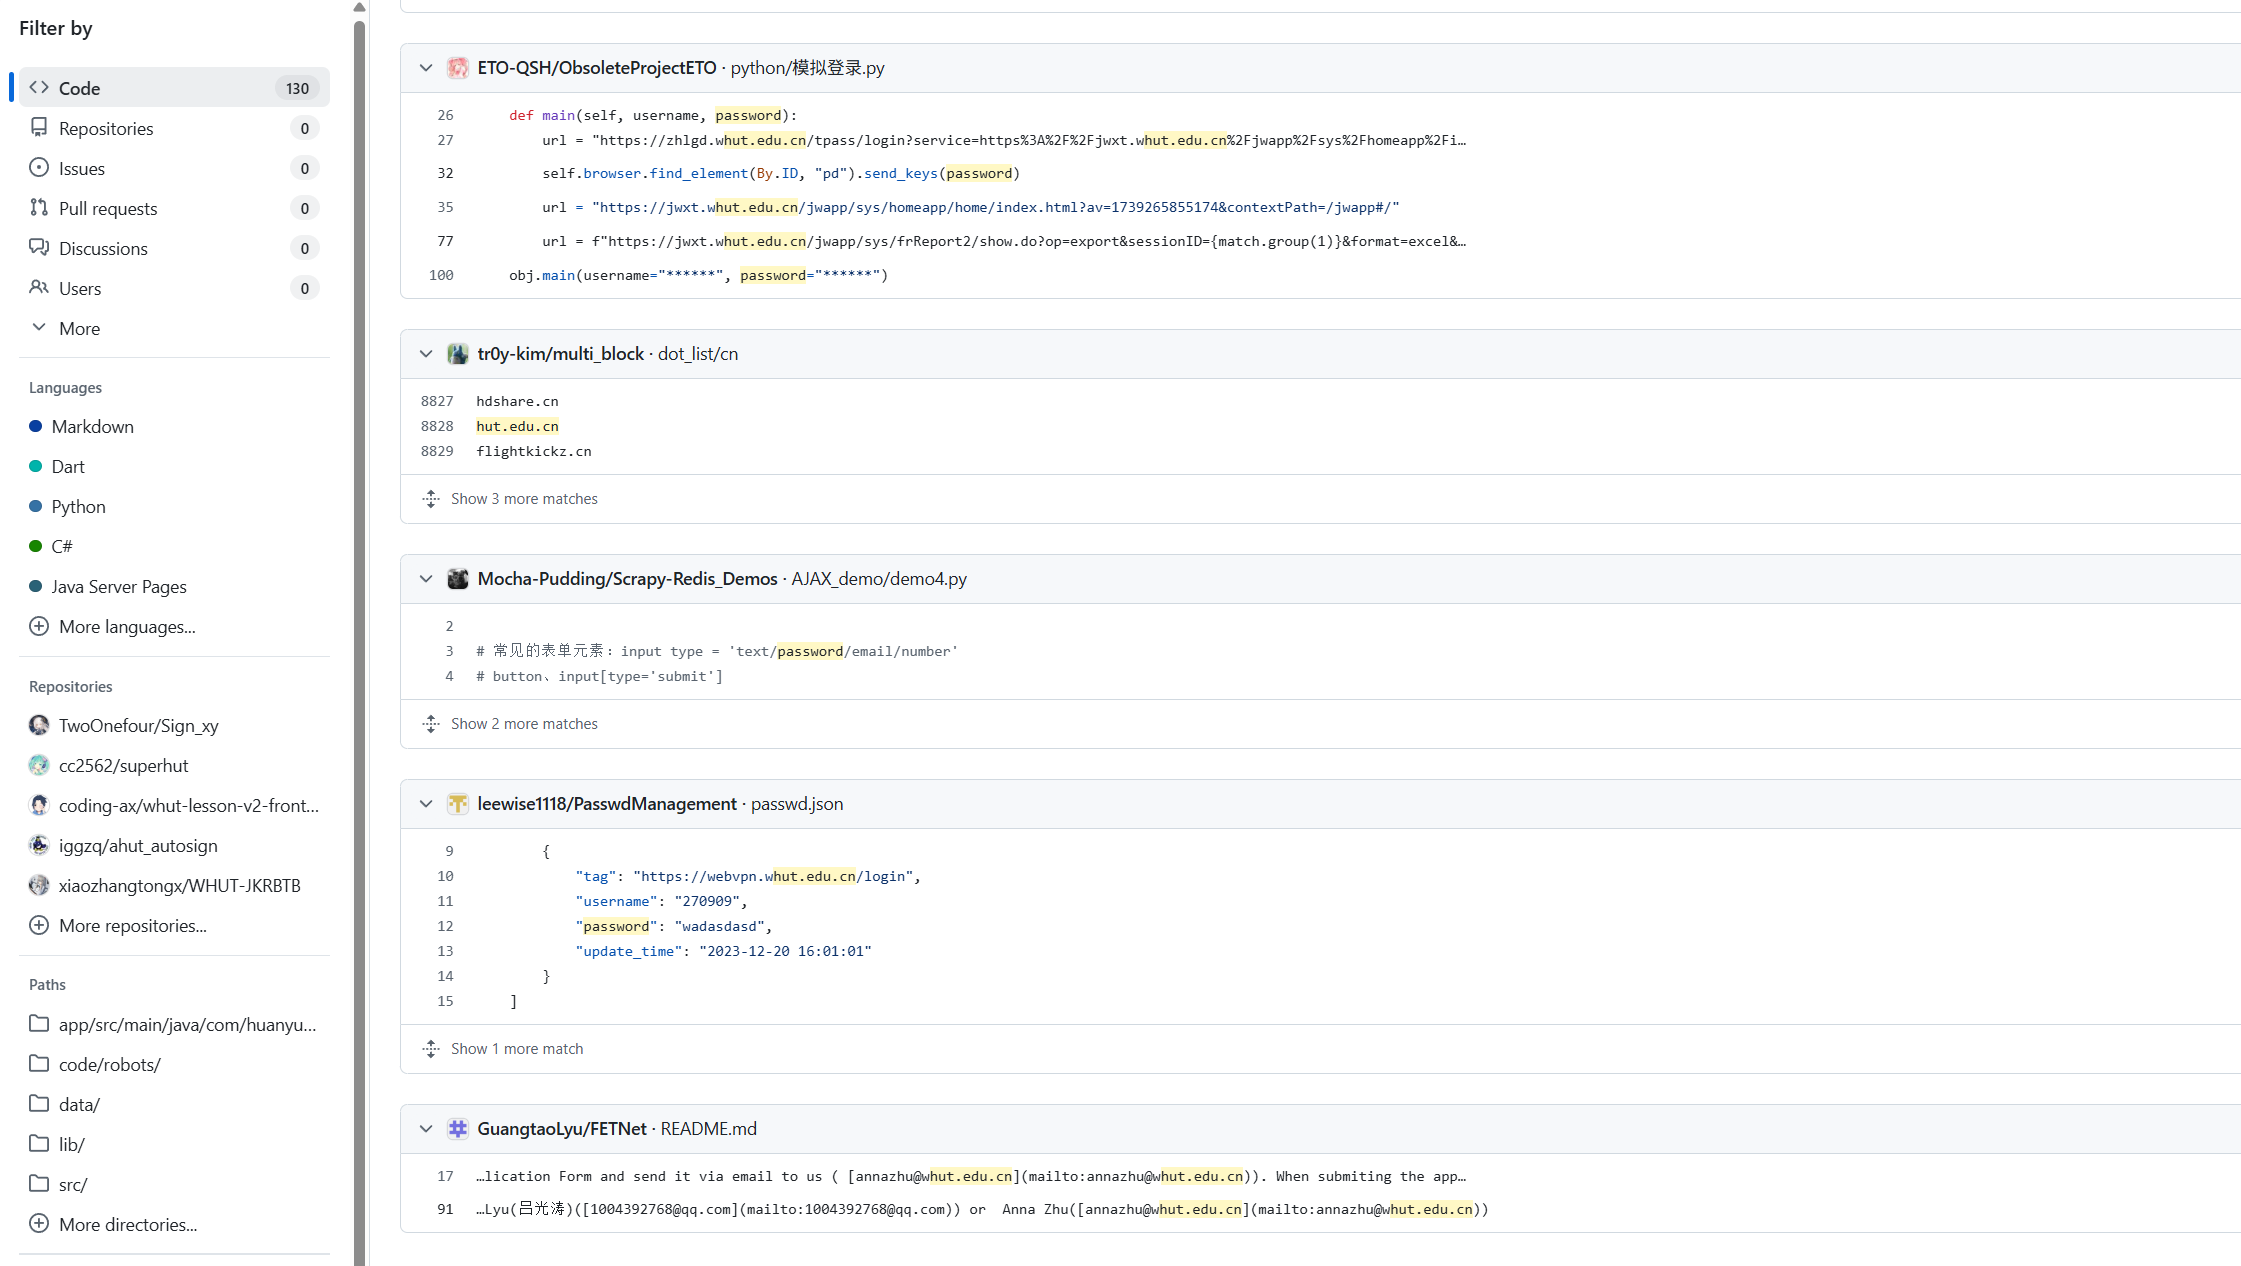 Filter by
Code 130
Repositories 0
Issues 0
Pull requests 0
Discussions 0
Users 0
More
Languages
Markdown
Dart
Python
C#
Java Server Pages
More languages...
Repositories
TwoOnefour/Sign_xy
cc2562/superhut
coding-ax/whut-lesson-v2-front...
iggzq/ahut_autosign
xiaozhangtongx/WHUT-JKRBTB
More repositories...
Paths
app/src/main/java/com/huanyu...
code/robots/
data/
lib/
src/
More directories...
ETO-QSH/ObsoleteProjectETO · python/模拟登录.py
26 def main(self, username, password):
27 url = "https://zhlgd.whut.edu.cn/tpass/login?service=https%3A%2F%2Fjwxt.whut.edu.cn%2Fjwapp%2Fsys%2Fhomeapp%2Fi…
32 self.browser.find_element(By.ID, "pd").send_keys(password)
35 url = "https://jwxt.whut.edu.cn/jwapp/sys/homeapp/home/index.html?av=1739265855174&contextPath=/jwapp#/"
77 url = f"https://jwxt.whut.edu.cn/jwapp/sys/frReport2/show.do?op=export&sessionID={match.group(1)}&format=excel&…
100 obj.main(username="******", password="******")
tr0y-kim/multi_block · dot_list/cn
8827 hdshare.cn
8828 hut.edu.cn
8829 flightkickz.cn
Show 3 more matches
Mocha-Pudding/Scrapy-Redis_Demos · AJAX_demo/demo4.py
2
3 # 常见的表单元素：input type = 'text/password/email/number'
4 # button、input[type='submit']
Show 2 more matches
leewise1118/PasswdManagement · passwd.json
9 {
10 "tag": "https://webvpn.whut.edu.cn/login",
11 "username": "270909",
12 "password": "wadasdasd",
13 "update_time": "2023-12-20 16:01:01"
14 }
15 ]
Show 1 more match
GuangtaoLyu/FETNet · README.md
17 …lication Form and send it via email to us ( [annazhu@whut.edu.cn](mailto:annazhu@whut.edu.cn)). When submiting the app…
91 …Lyu(吕光涛)([1004392768@qq.com](mailto:1004392768@qq.com)) or  Anna Zhu([annazhu@whut.edu.cn](mailto:annazhu@whut.edu.cn))